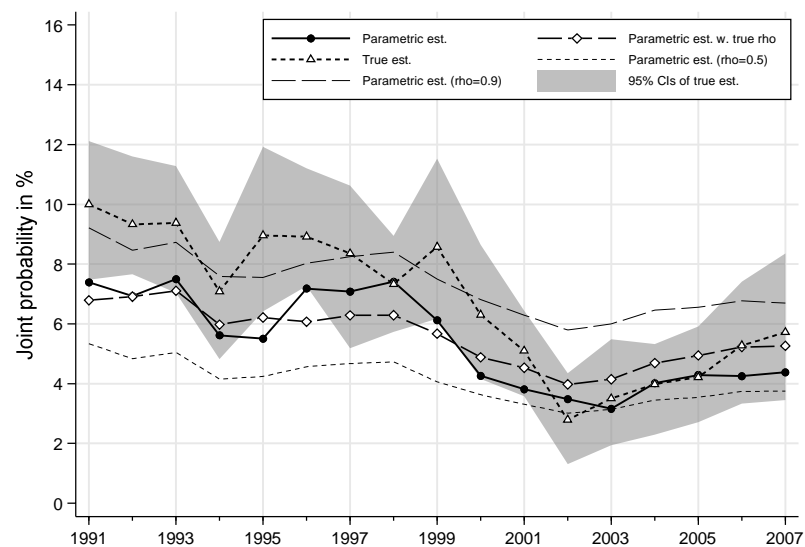 Joint probability in %
16
14
12
10
8
6
4
2
0
Parametric est.
True est.
Parametric est. (rho=0.9)
Parametric est. w. true rho
Parametric est. (rho=0.5)
95% CIs of true est.
1991 1993 1995 1997 1999 2001 2003 2005 2007